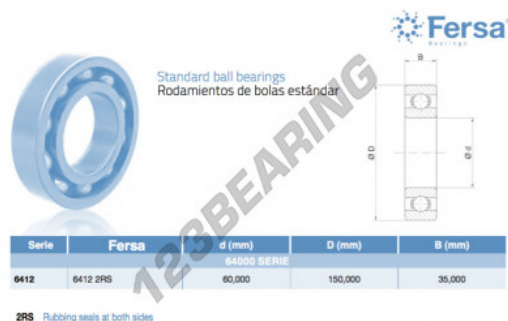 Fersa
Bearings
Standard ball bearings
Rodamientos de bolas estándar
B
Ø D
Ø d
123BEARING
Serie Fersa d (mm) D (mm) B (mm)
64000 SERIE
6412 6412 2RS 60,000 150,000 35,000
2RS Rubbing seals at both sides